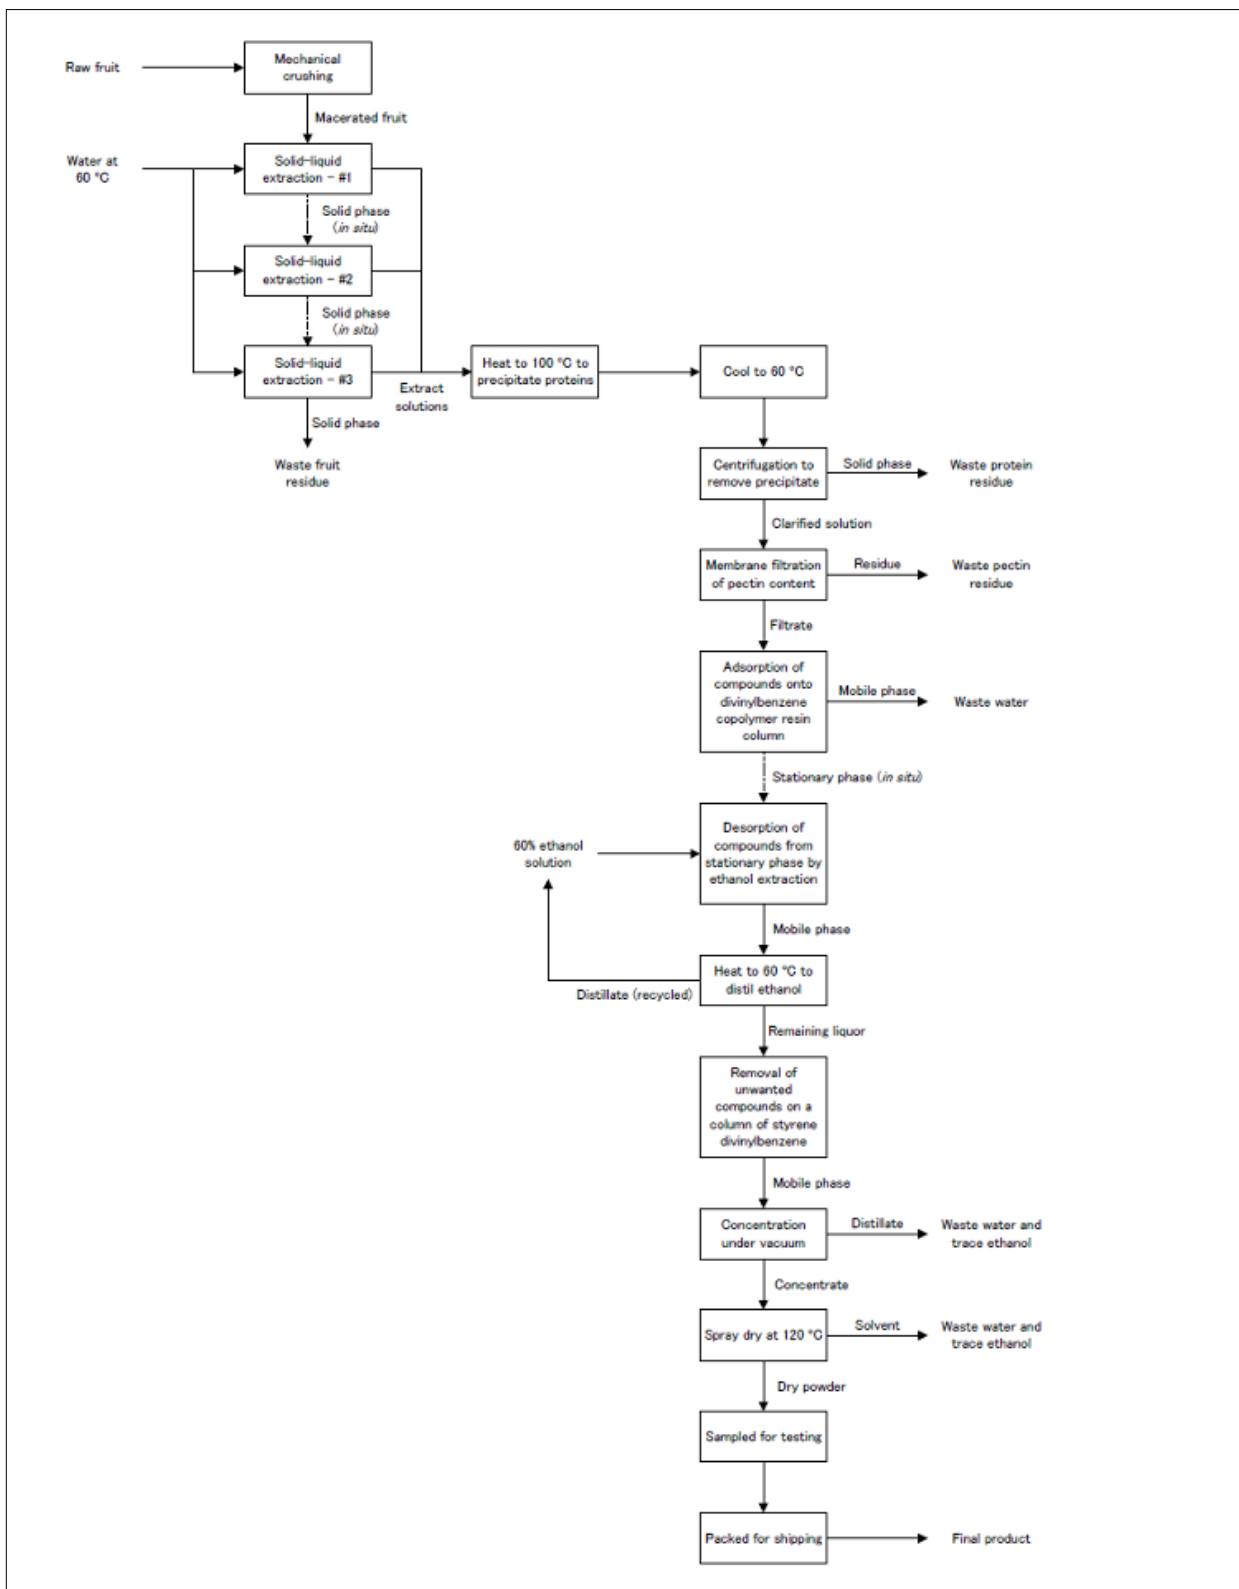 Raw fruit
Mechanical
crushing
Macerated fruit
Water at
60 °C
Solid-liquid
extraction - #1
Solid phase
(in situ)
Solid-liquid
extraction - #2
Solid phase
(in situ)
Solid-liquid
extraction - #3
Extract
solutions
Solid phase
Waste fruit
residue
Heat to 100 °C to
precipitate proteins
Cool to 60 °C
Centrifugation to
remove precipitate
Solid phase
Waste protein
residue
Clarified solution
Membrane filtration
of pectin content
Residue
Waste pectin
residue
Filtrate
Adsorption of
compounds onto
divinylbenzene
copolymer resin
column
Mobile phase
Waste water
Stationary phase (in situ)
60% ethanol
solution
Desorption of
compounds from
stationary phase by
ethanol extraction
Mobile phase
Heat to 60 °C to
distil ethanol
Distillate (recycled)
Remaining liquor
Removal of
unwanted
compounds on a
column of styrene
divinylbenzene
Mobile phase
Concentration
under vacuum
Distillate
Waste water and
trace ethanol
Concentrate
Spray dry at 120 °C
Solvent
Waste water and
trace ethanol
Dry powder
Sampled for testing
Packed for shipping
Final product